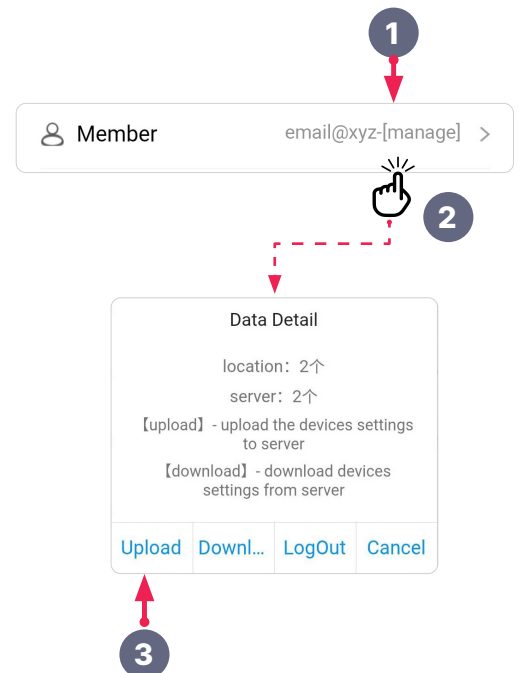 1
Member
email@xyz-[manage]
2
Data Detail
location：2个
server：2个
【upload】- upload the devices settings
to server
【download】- download devices
settings from server
Upload
Downl...
LogOut
Cancel
3